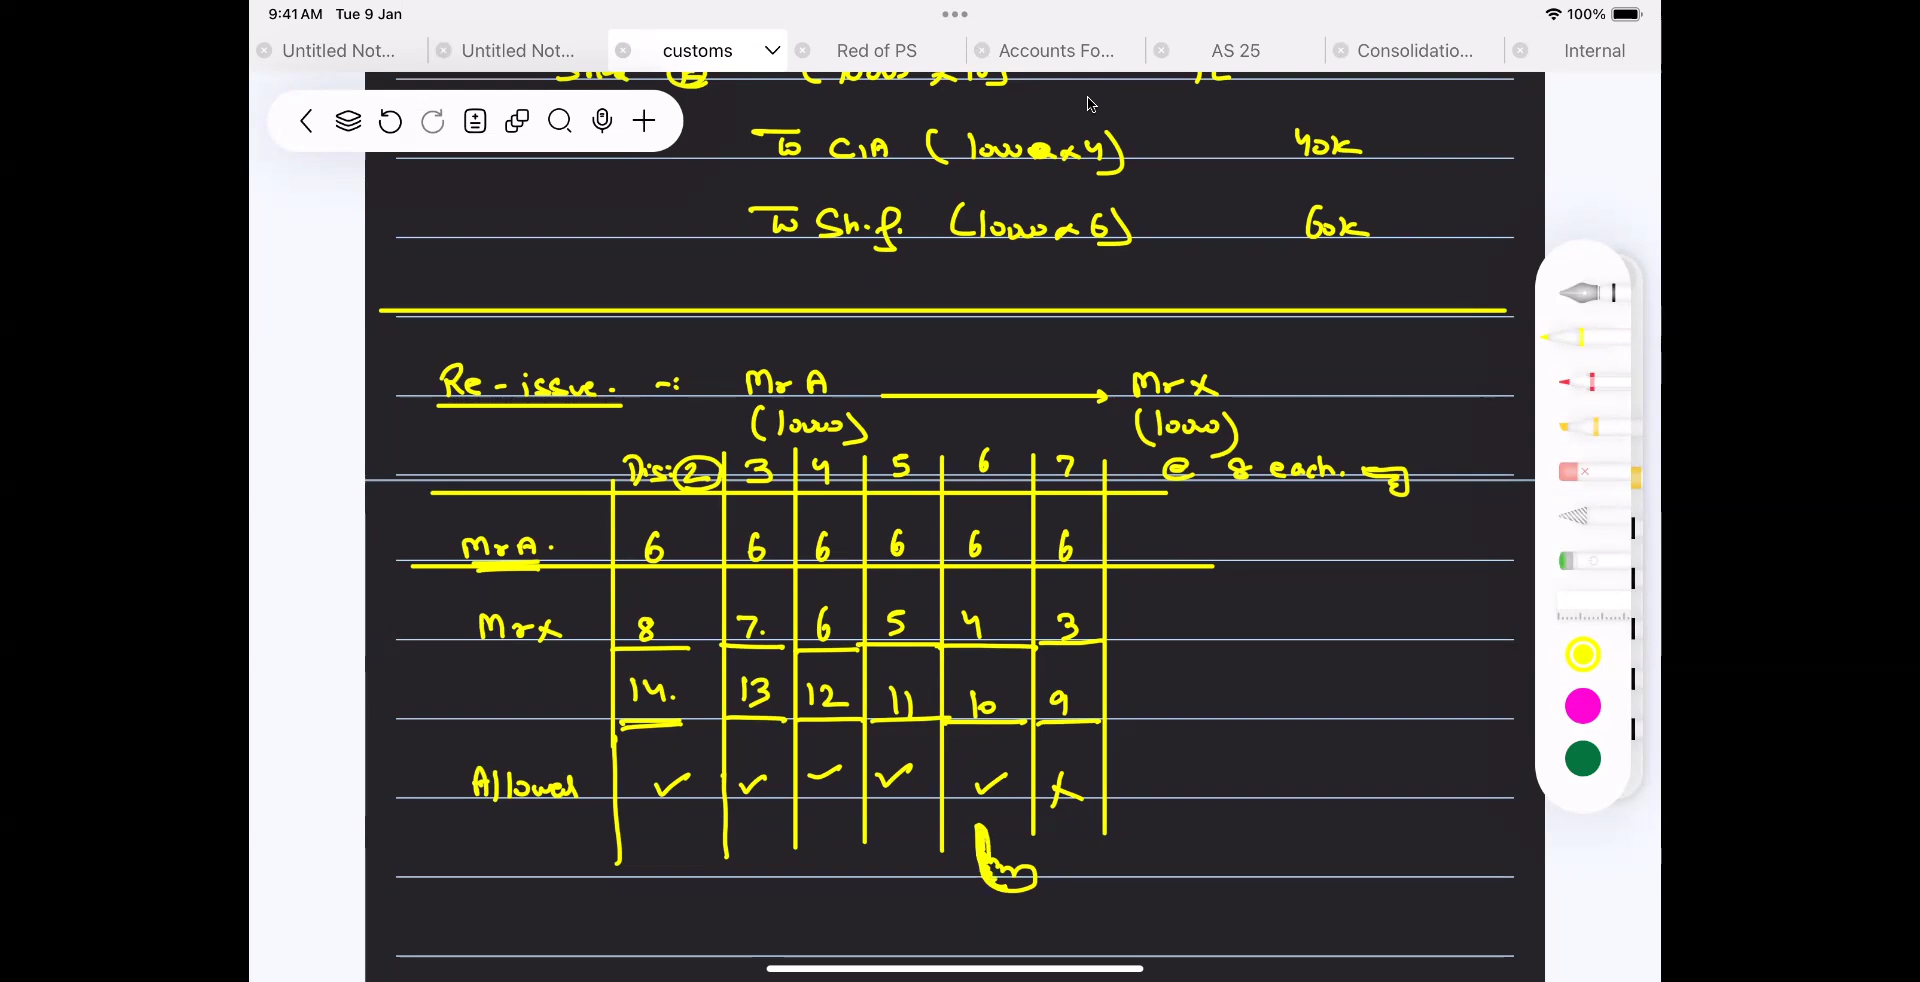 9:41 AM Tue 9 Jan 100%
Untitled Not... Untitled Not... customs Red of PS Accounts Fo... AS 25 Consolidatio... Internal
To C/A (10000 x 4) 40k
To Sh.f. (10000 x 6) 60k
Re-issue. -: Mr A Mr X
(1000) (1000)
Dis: 2 3 4 5 6 7 @ 8 each.
Mr A. 6 6 6 6 6 6
Mr X 8 7. 6 5 4 3
14. 13 12 11 10 9
Allowed